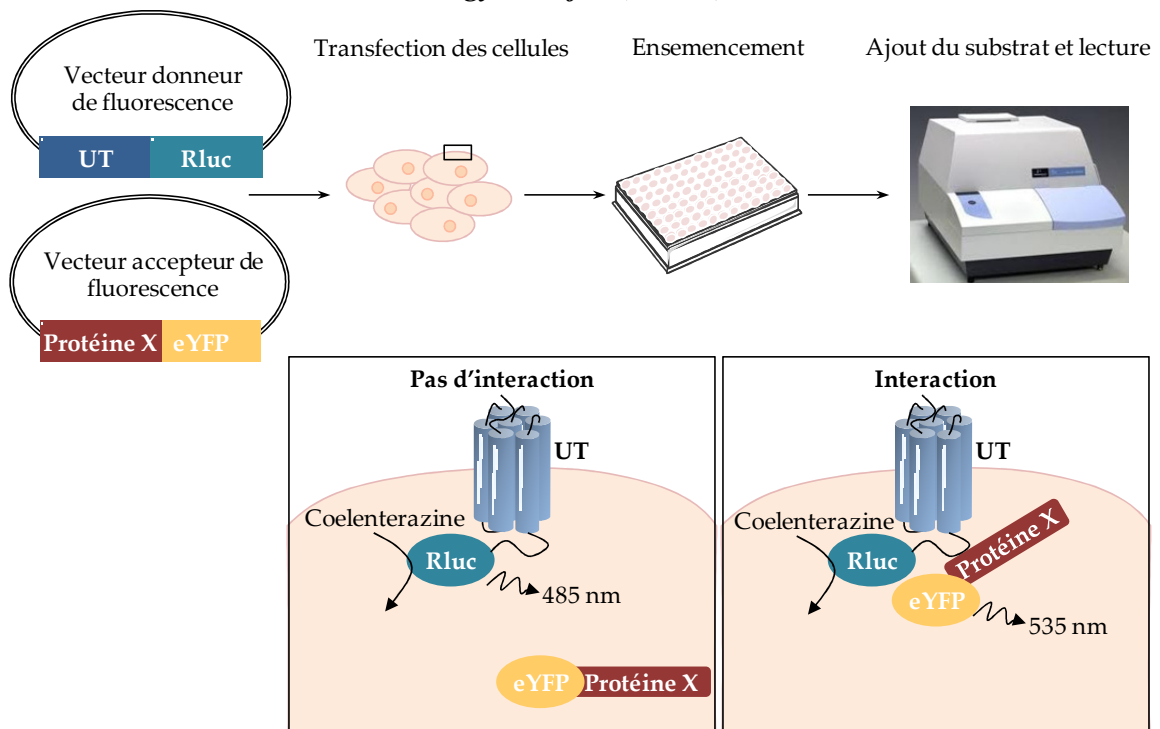 Transfection des cellules
Ensemencement
Ajout du substrat et lecture
Vecteur donneur
de fluorescence
UT
Rluc
Vecteur accepteur de
fluorescence
Protéine X
eYFP
Pas d'interaction
UT
Coelenterazine
Rluc
485 nm
eYFP
Protéine X
Interaction
UT
Coelenterazine
Rluc
Protéine X
eYFP
535 nm